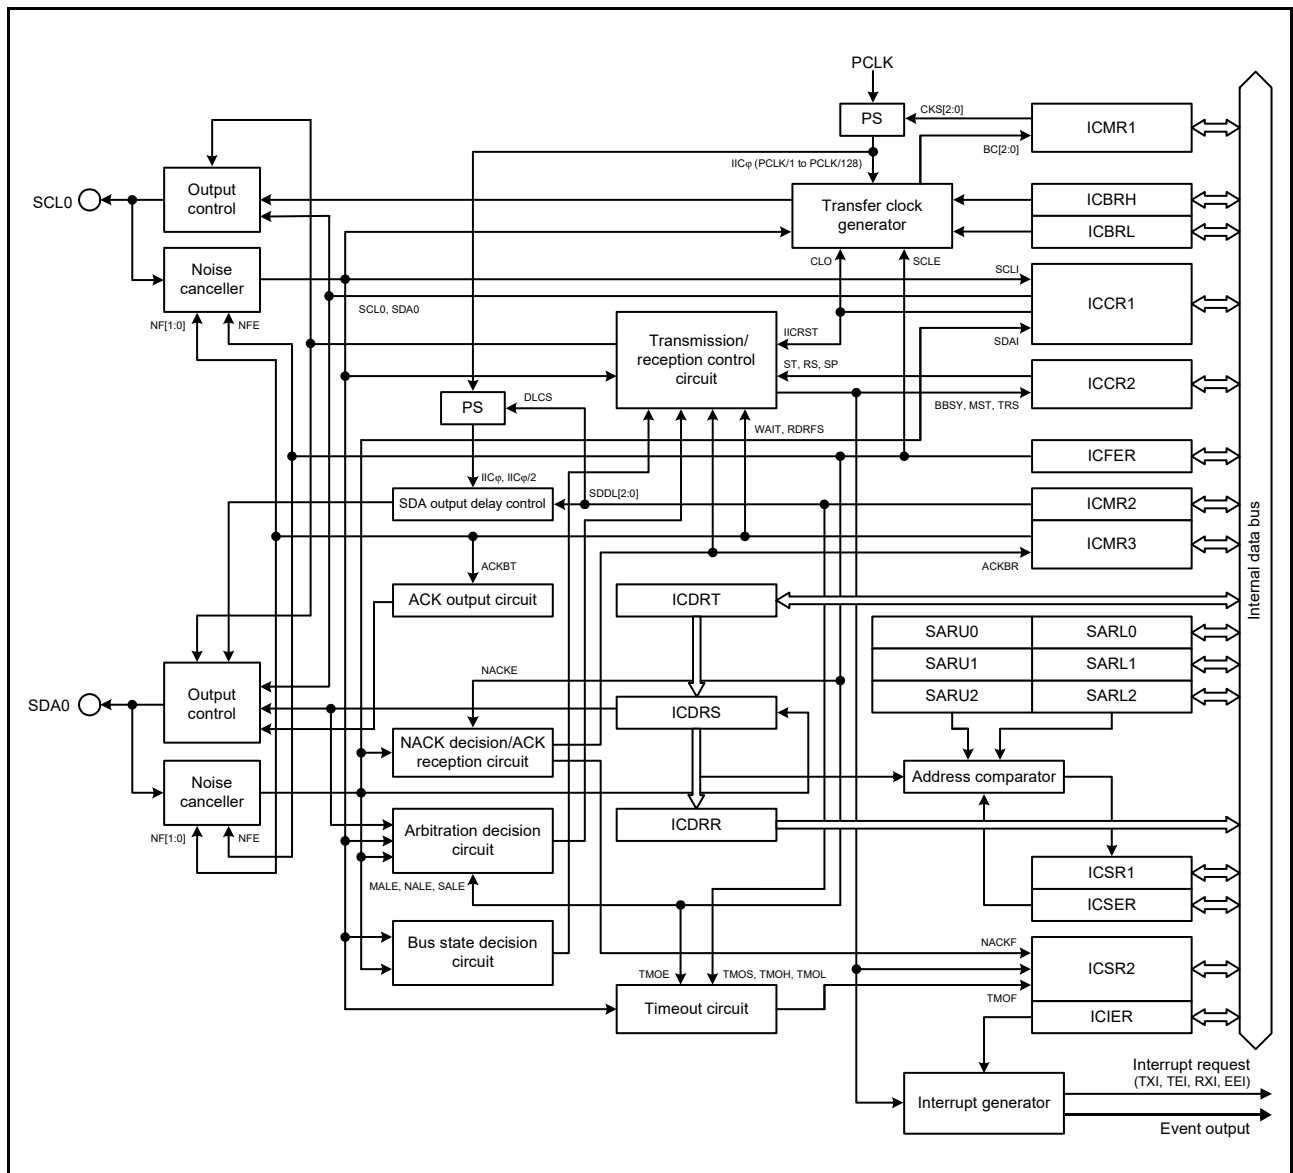 PCLK
PS
CKS[2:0]
ICMR1
BC[2:0]
IICφ (PCLK/1 to PCLK/128)
SCL0
Output
control
Transfer clock
generator
ICBRH
ICBRL
Noise
canceller
CLO
SCLE
SCLI
ICCR1
SCL0, SDA0
NF[1:0]
NFE
Transmission/
reception control
circuit
IICRST
SDAI
ST, RS, SP
ICCR2
BBSY, MST, TRS
PS
DLCS
WAIT, RDRFS
ICFER
IICφ, IICφ/2
SDA output delay control
SDDL[2:0]
ICMR2
ICMR3
ACKBT
ACKBR
ACK output circuit
ICDRT
Internal data bus
SARU0
SARL0
SARU1
SARL1
SARU2
SARL2
NACKE
SDA0
Output
control
ICDRS
NACK decision/ACK
reception circuit
Address comparator
Noise
canceller
ICDRR
NF[1:0]
NFE
Arbitration decision
circuit
ICSR1
MALE, NALE, SALE
ICSER
Bus state decision
circuit
NACKF
ICSR2
TMOE
TMOS, TMOH, TMOL
TMOF
Timeout circuit
ICIER
Interrupt generator
Interrupt request
(TXI, TEI, RXI, EEI)
Event output